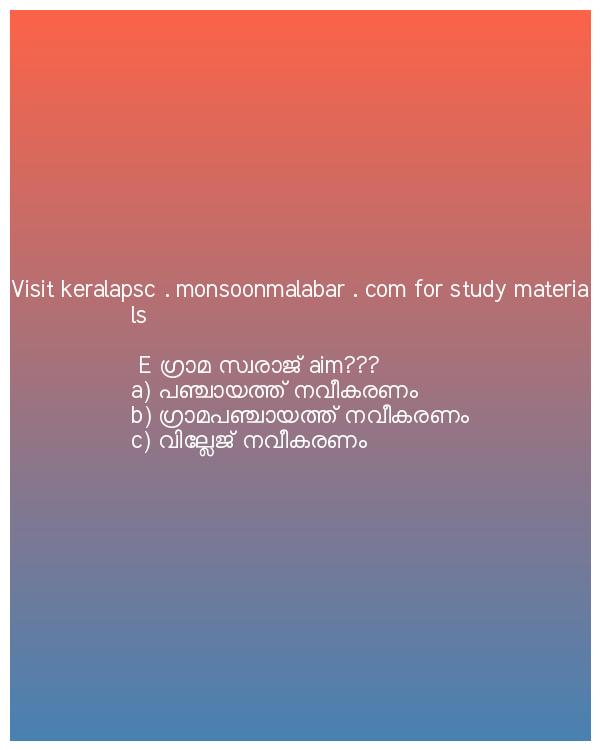 Visit keralapsc . monsoonmalabar . com for study materia
ls
E ഗ്രാമ സ്വരാജ് aim???
a) പഞ്ചായത്ത് നവീകരണം
b) ഗ്രാമപഞ്ചായത്ത് നവീകരണം
c) വില്ലേജ് നവീകരണം